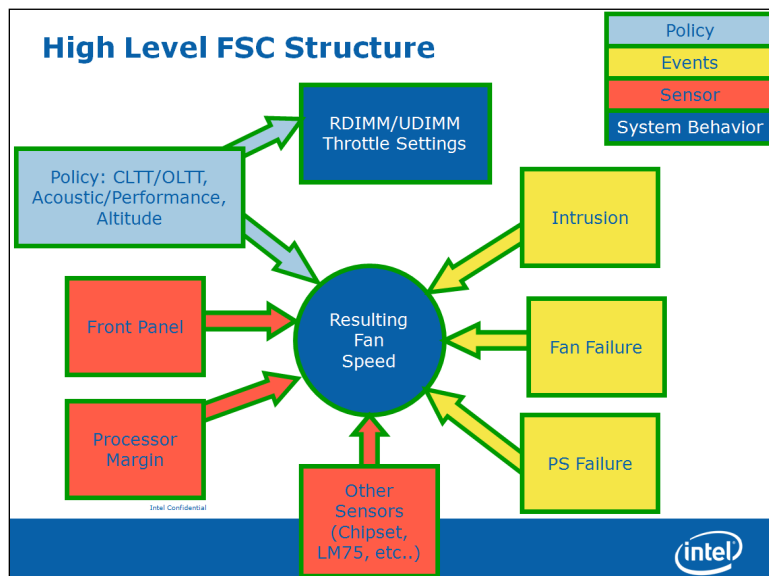 High Level FSC Structure
Policy
Events
Sensor
System Behavior
RDIMM/UDIMM
Throttle Settings
Policy: CLTT/OLTT,
Acoustic/Performance,
Altitude
Intrusion
Front Panel
Resulting
Fan
Speed
Fan Failure
Processor
Margin
PS Failure
Other
Sensors
(Chipset,
LM75, etc..)
Intel Confidential
intel